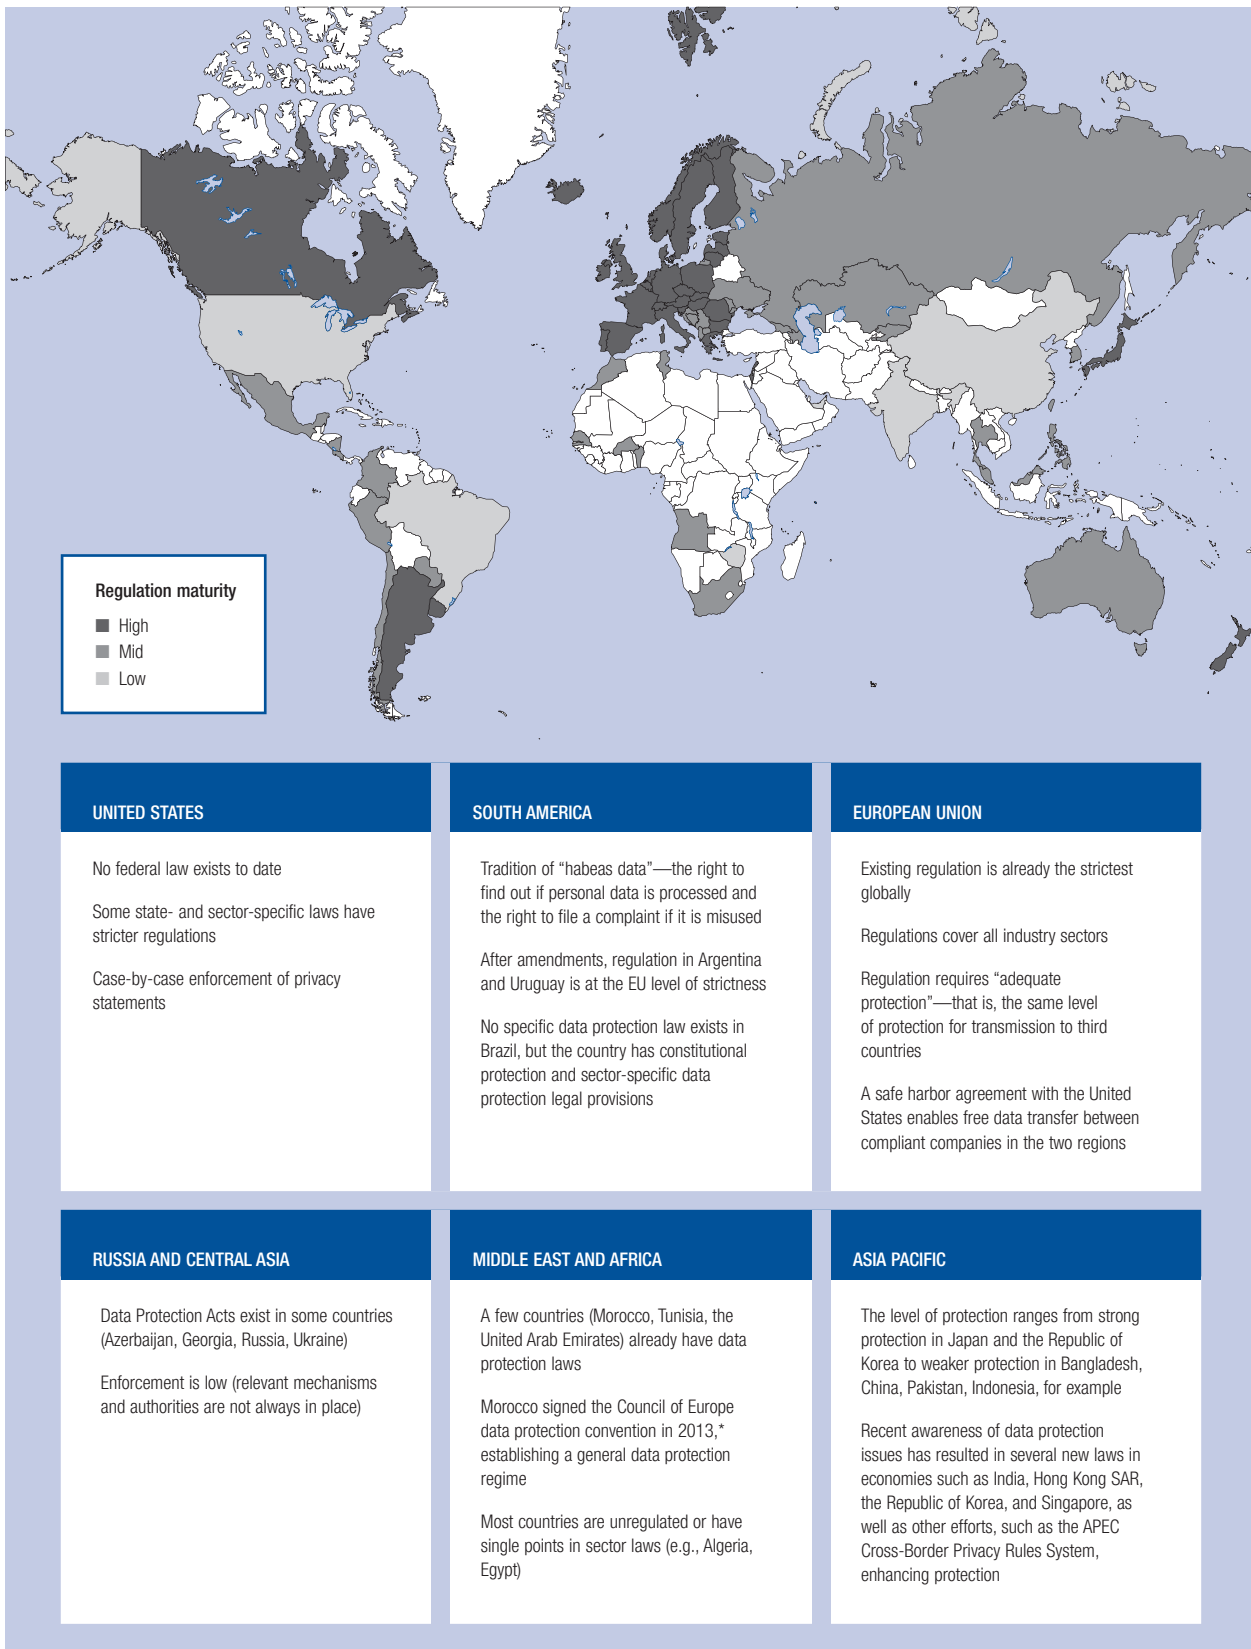 Regulation maturity
High
Mid
Low
UNITED STATES
No federal law exists to date
Some state- and sector-specific laws have
stricter regulations
Case-by-case enforcement of privacy
statements
SOUTH AMERICA
Tradition of “habeas data”—the right to
find out if personal data is processed and
the right to file a complaint if it is misused
After amendments, regulation in Argentina
and Uruguay is at the EU level of strictness
No specific data protection law exists in
Brazil, but the country has constitutional
protection and sector-specific data
protection legal provisions
EUROPEAN UNION
Existing regulation is already the strictest
globally
Regulations cover all industry sectors
Regulation requires “adequate
protection”—that is, the same level
of protection for transmission to third
countries
A safe harbor agreement with the United
States enables free data transfer between
compliant companies in the two regions
RUSSIA AND CENTRAL ASIA
Data Protection Acts exist in some countries
(Azerbaijan, Georgia, Russia, Ukraine)
Enforcement is low (relevant mechanisms
and authorities are not always in place)
MIDDLE EAST AND AFRICA
A few countries (Morocco, Tunisia, the
United Arab Emirates) already have data
protection laws
Morocco signed the Council of Europe
data protection convention in 2013,*
establishing a general data protection
regime
Most countries are unregulated or have
single points in sector laws (e.g., Algeria,
Egypt)
ASIA PACIFIC
The level of protection ranges from strong
protection in Japan and the Republic of
Korea to weaker protection in Bangladesh,
China, Pakistan, Indonesia, for example
Recent awareness of data protection
issues has resulted in several new laws in
economies such as India, Hong Kong SAR,
the Republic of Korea, and Singapore, as
well as other efforts, such as the APEC
Cross-Border Privacy Rules System,
enhancing protection